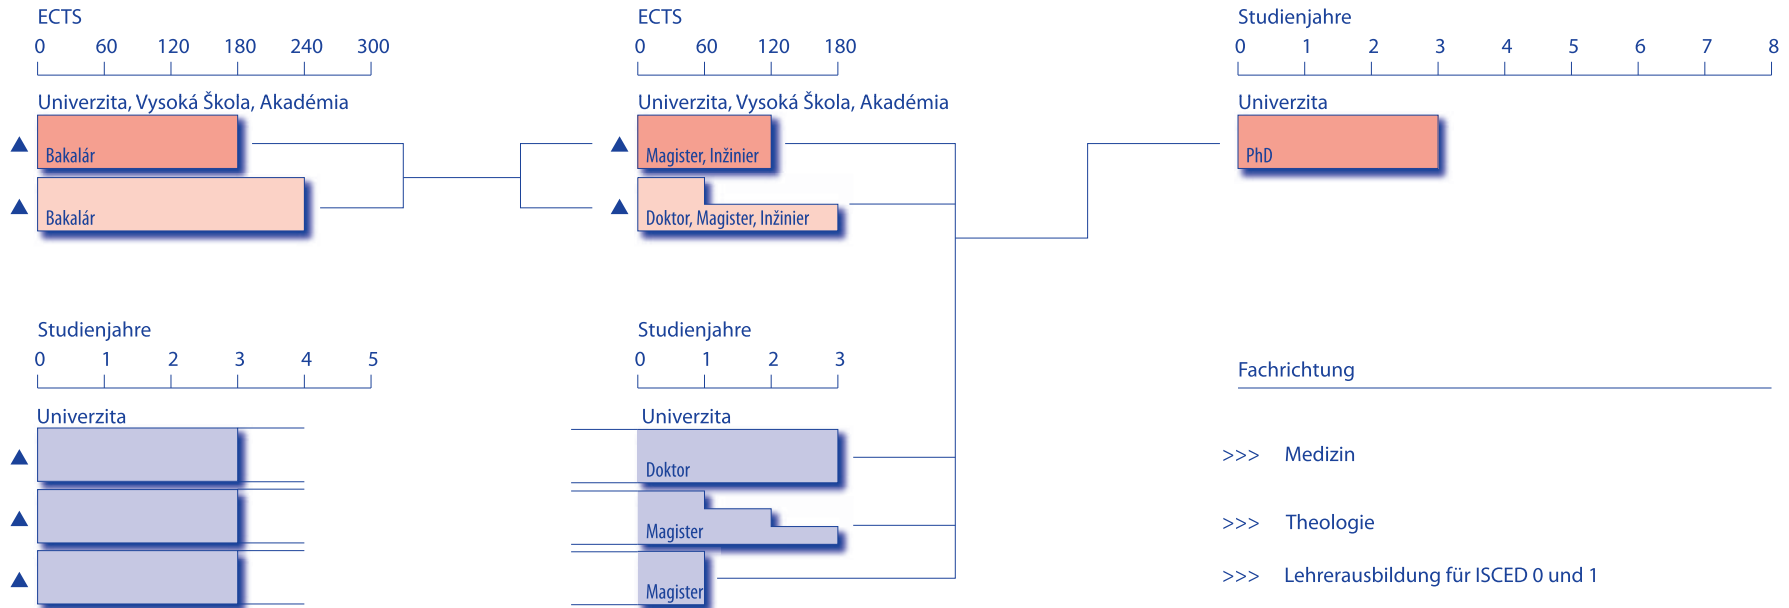 ECTS
0 60 120 180 240 300
Univerzita, Vysoká Škola, Akadémia
Bakalár
Bakalár
ECTS
0 60 120 180
Univerzita, Vysoká Škola, Akadémia
Magister, Inžinier
Doktor, Magister, Inžinier
Studienjahre
0 1 2 3 4 5 6 7 8
Univerzita
PhD
Studienjahre
0 1 2 3 4 5
Univerzita
Studienjahre
0 1 2 3
Univerzita
Doktor
Magister
Magister
Fachrichtung
>>> Medizin
>>> Theologie
>>> Lehrerausbildung für ISCED 0 und 1